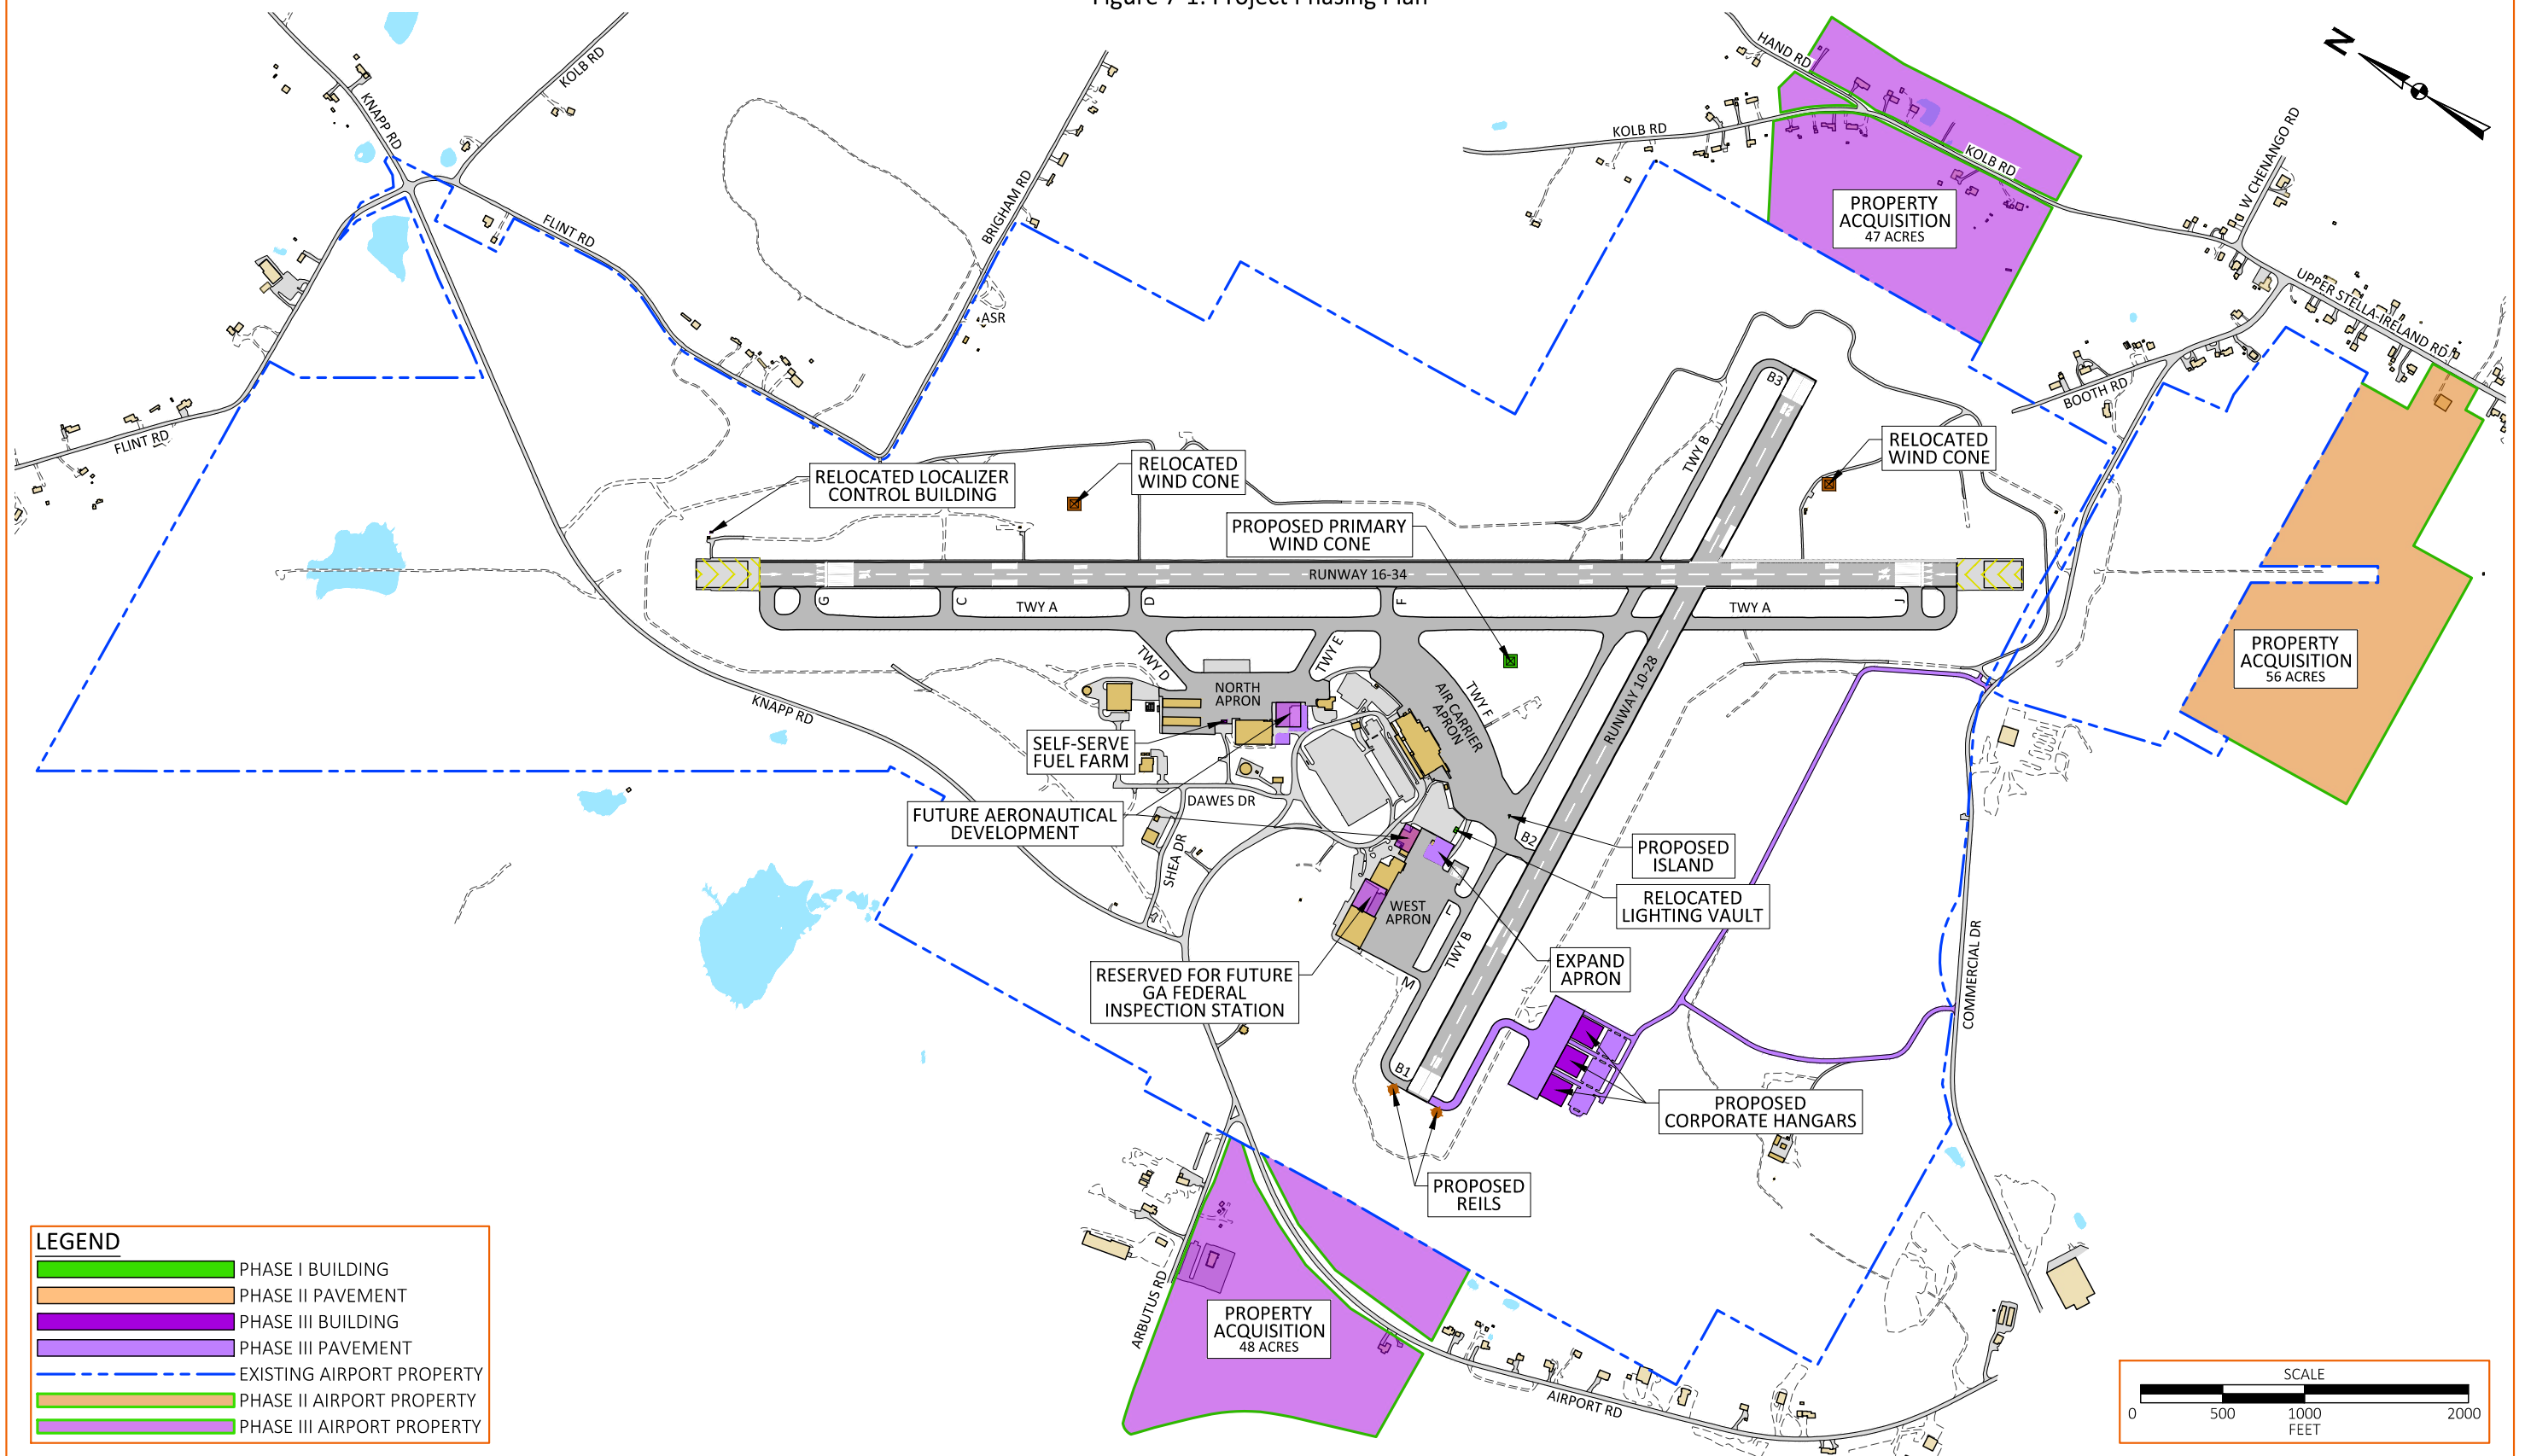 Figure 7-1: Project Phasing Plan
N
HAND RD
KOLB RD
KNAPP RD
KOLB RD
KOLB RD
W CHENANGO RD
BRIGHAM RD
FLINT RD
PROPERTY
ACQUISITION
47 ACRES
UPPER STELLA-IRELAND RD
ASR
BOOTH RD
FLINT RD
B3
TWY B
28
RELOCATED
WIND CONE
RELOCATED
WIND CONE
RELOCATED LOCALIZER
CONTROL BUILDING
PROPOSED PRIMARY
WIND CONE
16
RUNWAY 16-34
34
G
C
TWY A
D
F
TWY A
J
TWY D
TWY E
NORTH
APRON
AIR CARRIER
APRON
TWY F
RUNWAY 10-28
PROPERTY
ACQUISITION
56 ACRES
KNAPP RD
SELF-SERVE
FUEL FARM
DAWES DR
FUTURE AERONAUTICAL
DEVELOPMENT
SHEA DR
B2
PROPOSED
ISLAND
RELOCATED
LIGHTING VAULT
WEST
APRON
L
TWY B
EXPAND
APRON
M
RESERVED FOR FUTURE
GA FEDERAL
INSPECTION STATION
COMMERCIAL DR
B1
PROPOSED
CORPORATE HANGARS
PROPOSED
REILS
ARBUTUS RD
PROPERTY
ACQUISITION
48 ACRES
AIRPORT RD
LEGEND
PHASE I BUILDING
PHASE II PAVEMENT
PHASE III BUILDING
PHASE III PAVEMENT
EXISTING AIRPORT PROPERTY
PHASE II AIRPORT PROPERTY
PHASE III AIRPORT PROPERTY
SCALE
0 500 1000 2000
FEET